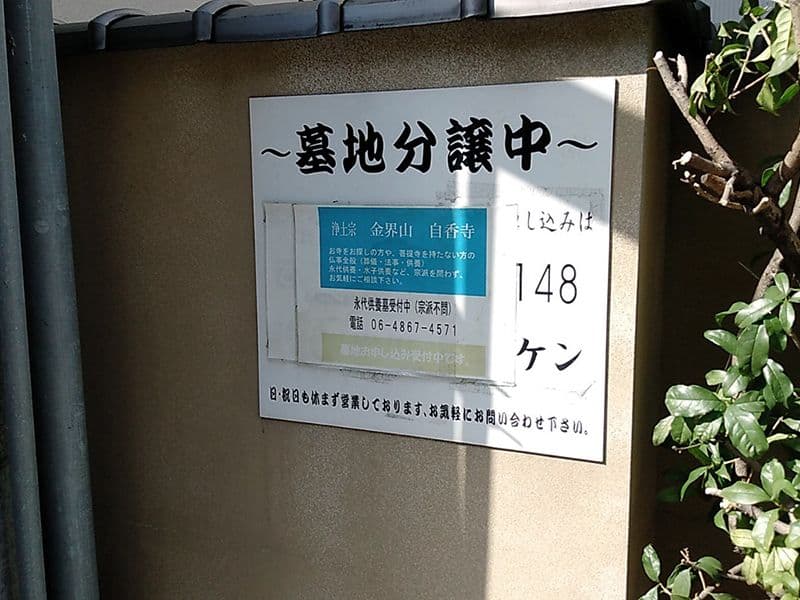 ～墓地分譲中～
し込みは
148
ケン
浄土宗 金界山 自香寺
お寺をお探しの方や、菩提寺を持たない方の
仏事全般（葬儀・法事・供養）
永代供養・水子供養など、宗派を問わず、
お気軽にご相談下さい。
永代供養墓受付中（宗派不問）
電話 06-4867-4571
墓地お申し込み受付中です。
日・祝日も休まず営業しております、お気軽にお問い合わせ下さい。